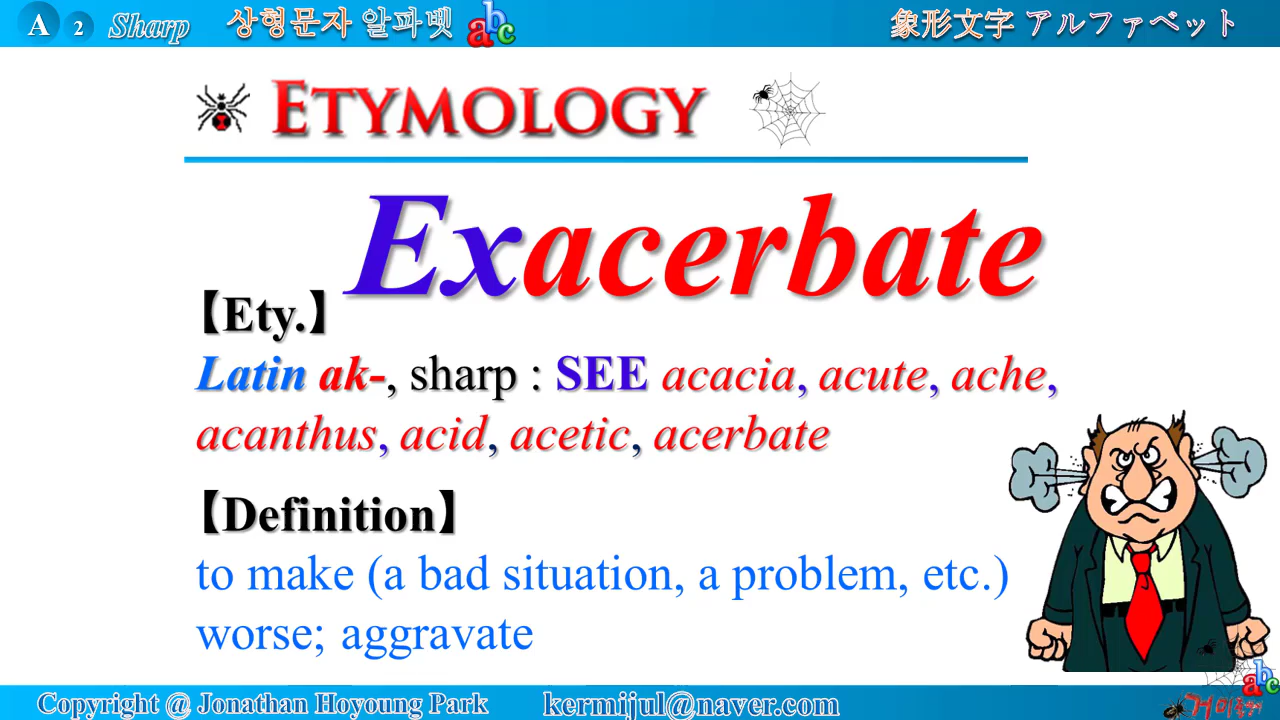 A 2 Sharp 상형문자 알파벳 abc 象形文字 アルファベット
ETYMOLOGY
Exacerbate
【Ety.】
Latin ak-, sharp : SEE acacia, acute, ache,
acanthus, acid, acetic, acerbate
【Definition】
to make (a bad situation, a problem, etc.)
worse; aggravate
abc
Copyright @ Jonathan Hoyoung Park kermijul@naver.com